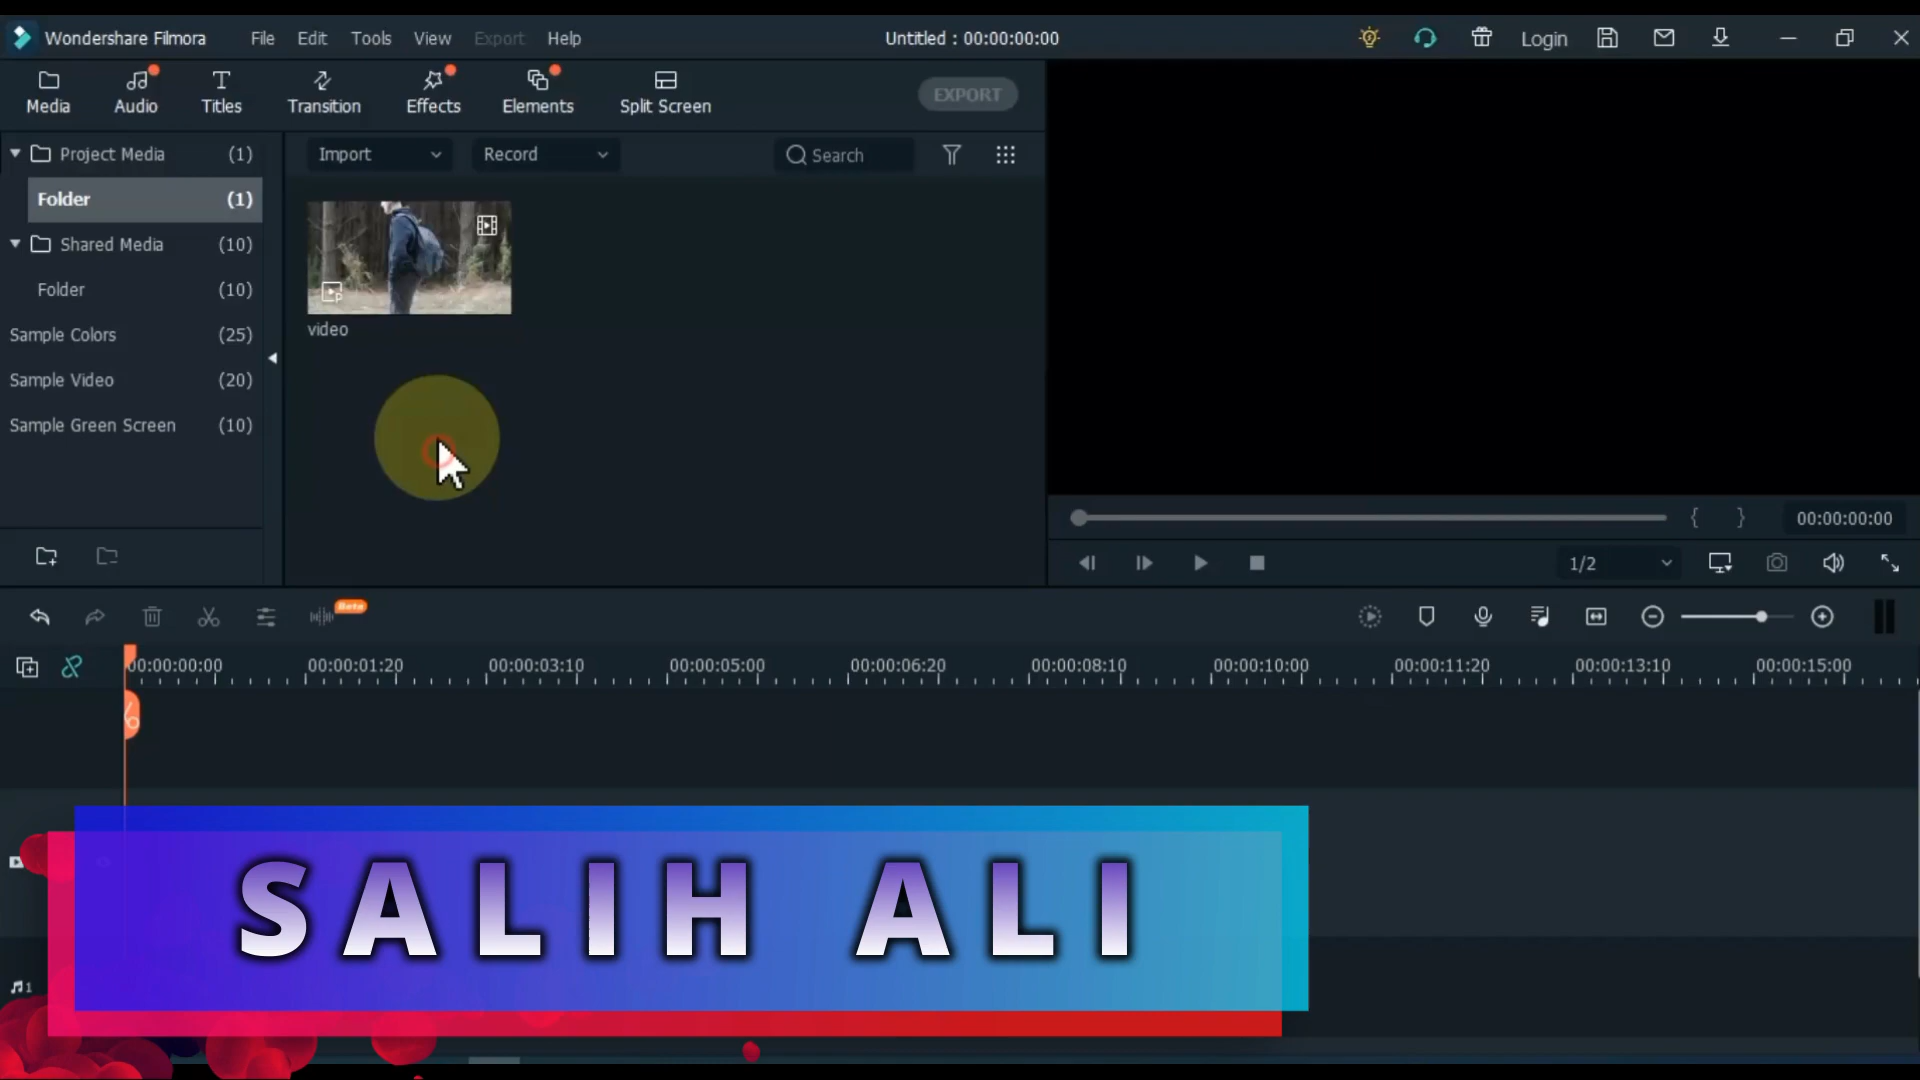 Wondershare Filmora File Edit Tools View Export Help Untitled : 00:00:00:00 Login
Media Audio Titles Transition Effects Elements Split Screen EXPORT
Project Media (1) Import Record Search
Folder (1)
Shared Media (10)
Folder (10)
video
Sample Colors (25)
Sample Video (20)
Sample Green Screen (10)
{ } 00:00:00:00
1/2
Beta
00:00:00:00 00:00:01:20 00:00:03:10 00:00:05:00 00:00:06:20 00:00:08:10 00:00:10:00 00:00:11:20 00:00:13:10 00:00:15:00
SALIH ALI
1